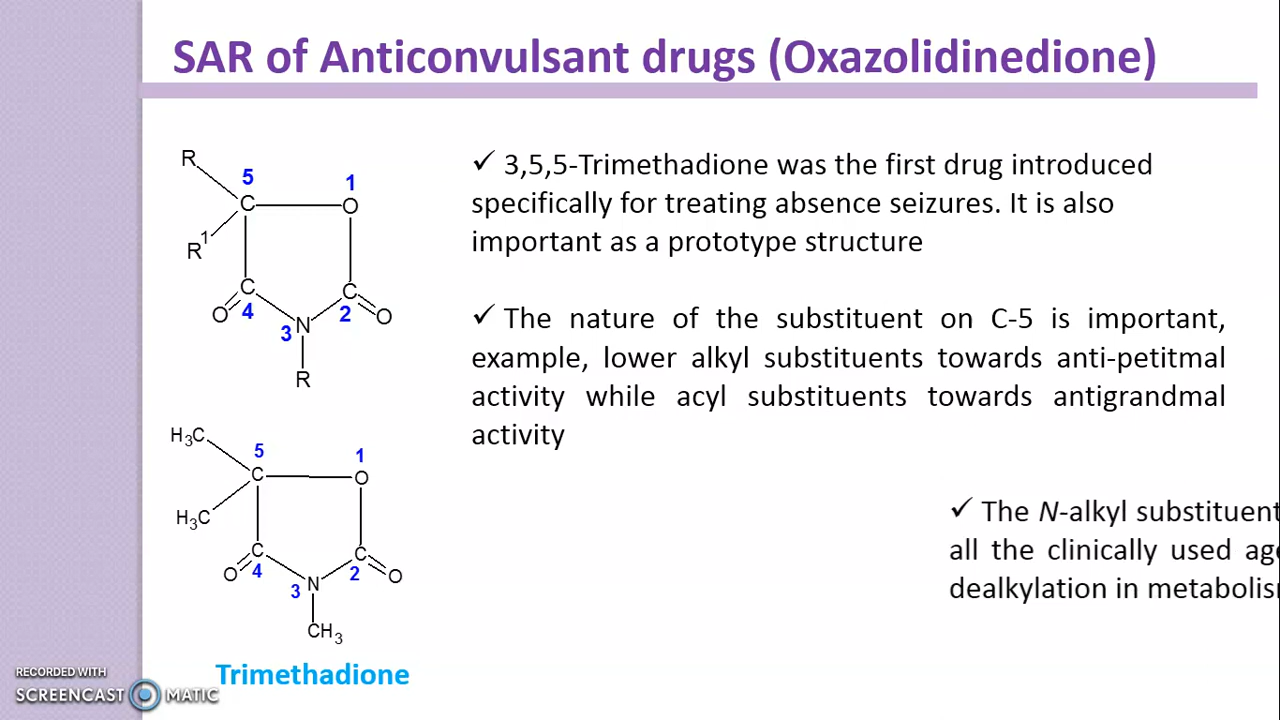 SAR of Anticonvulsant drugs (Oxazolidinedione)
R
5
1
C
O
R1
C
C
O
4
2
O
3
N
R
✓ 3,5,5-Trimethadione was the first drug introduced
specifically for treating absence seizures. It is also
important as a prototype structure
✓ The nature of the substituent on C-5 is important,
example, lower alkyl substituents towards anti-petitmal
activity while acyl substituents towards antigrandmal
activity
H3C
5
1
C
O
H3C
C
C
O
4
2
O
3
N
CH3
Trimethadione
✓ The N-alkyl substituent
all the clinically used
dealkylation in
RECORDED WITH
SCREENCAST MATIC